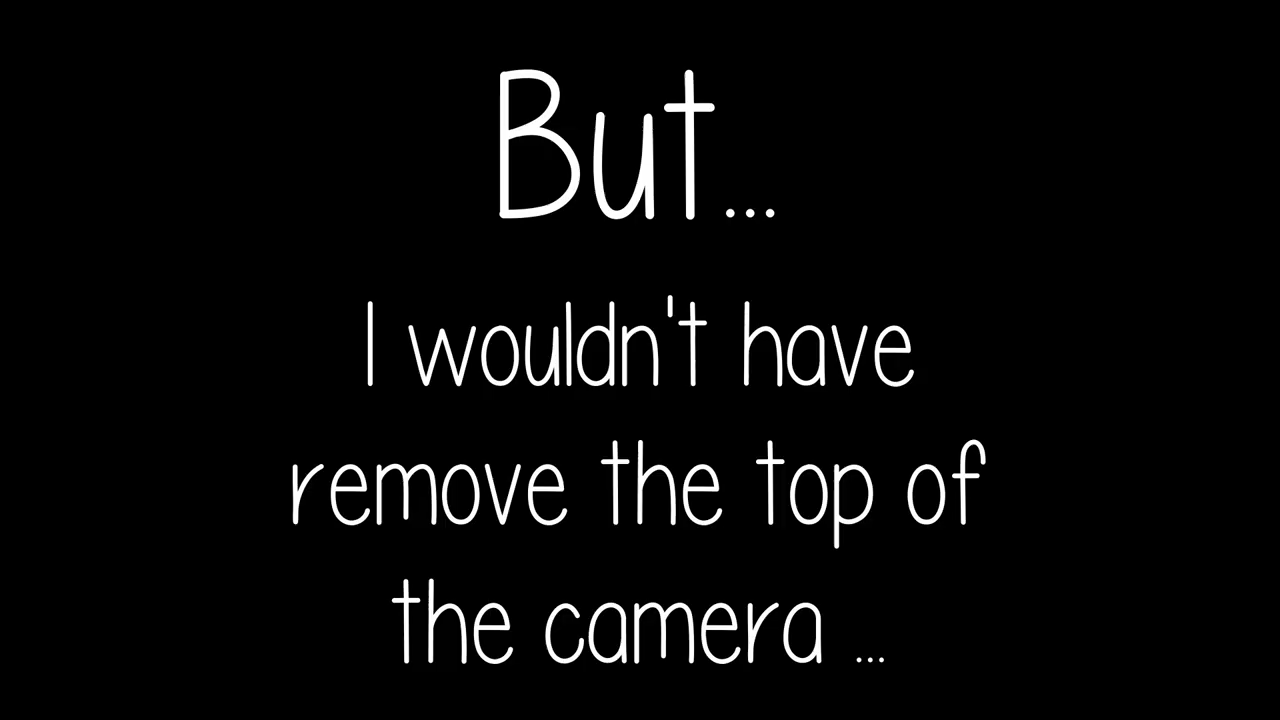 But...
I wouldn't have
remove the top of
the camera ...